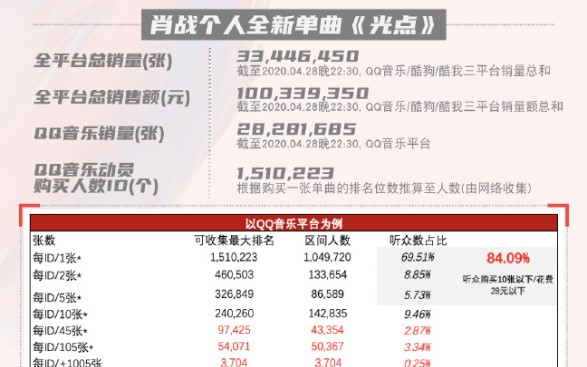 肖战个人全新单曲《光点》
全平台总销量(张)
33,446,450
截至2020.04.28晚22:30, QQ音乐/酷狗/酷我三平台销量总和
全平台总销售额(元)
100,339,350
截至2020.04.28晚22:30, QQ音乐/酷狗/酷我三平台销量额总和
QQ音乐销量(张)
28,281,685
截至2020.04.28晚22:30, QQ音乐平台
QQ音乐动员
购买人数ID(个)
1,510,223
根据购买一张单曲的排名位数推算至人数(由网络收集)
以QQ音乐平台为例
张数 可收集最大排名 区间人数 听众数占比
每ID/1张* 1,510,223 1,049,720 69.51% 84.09%
每ID/2张* 460,503 133,654 8.85% 听众购买10张以下/花费
28元以下
每ID/5张* 326,849 86,589 5.73%
每ID/10张* 240,260 142,835 9.46%
每ID/45张* 97,425 43,354 2.87%
每ID/105张* 54,071 50,367 3.34%
每ID/+1005张 3,704 3,704 0.25%